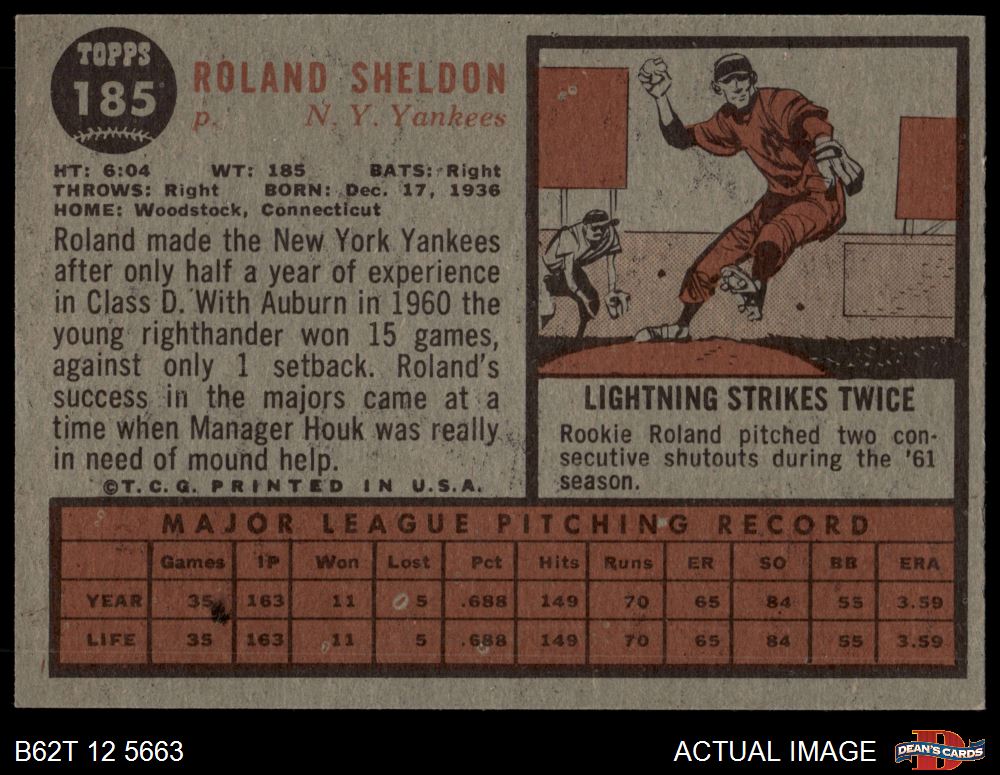 TOPPS
185
ROLAND SHELDON
p. N. Y. Yankees
HT: 6:04 WT: 185 BATS: Right
THROWS: Right BORN: Dec. 17, 1936
HOME: Woodstock, Connecticut
Roland made the New York Yankees
after only half a year of experience
in Class D. With Auburn in 1960 the
young righthander won 15 games,
against only 1 setback. Roland's
success in the majors came at a
time when Manager Houk was really
in need of mound help.
©T.C.G. PRINTED IN U.S.A.
LIGHTNING STRIKES TWICE
Rookie Roland pitched two con-
secutive shutouts during the '61
season.
MAJOR LEAGUE PITCHING RECORD
Games IP Won Lost Pct Hits Runs ER SO BB ERA
YEAR 35 163 11 5 .688 149 70 65 84 55 3.59
LIFE 35 163 11 5 .688 149 70 65 84 55 3.59
B62T 12 5663
ACTUAL IMAGE
D
DEAN'S CARDS